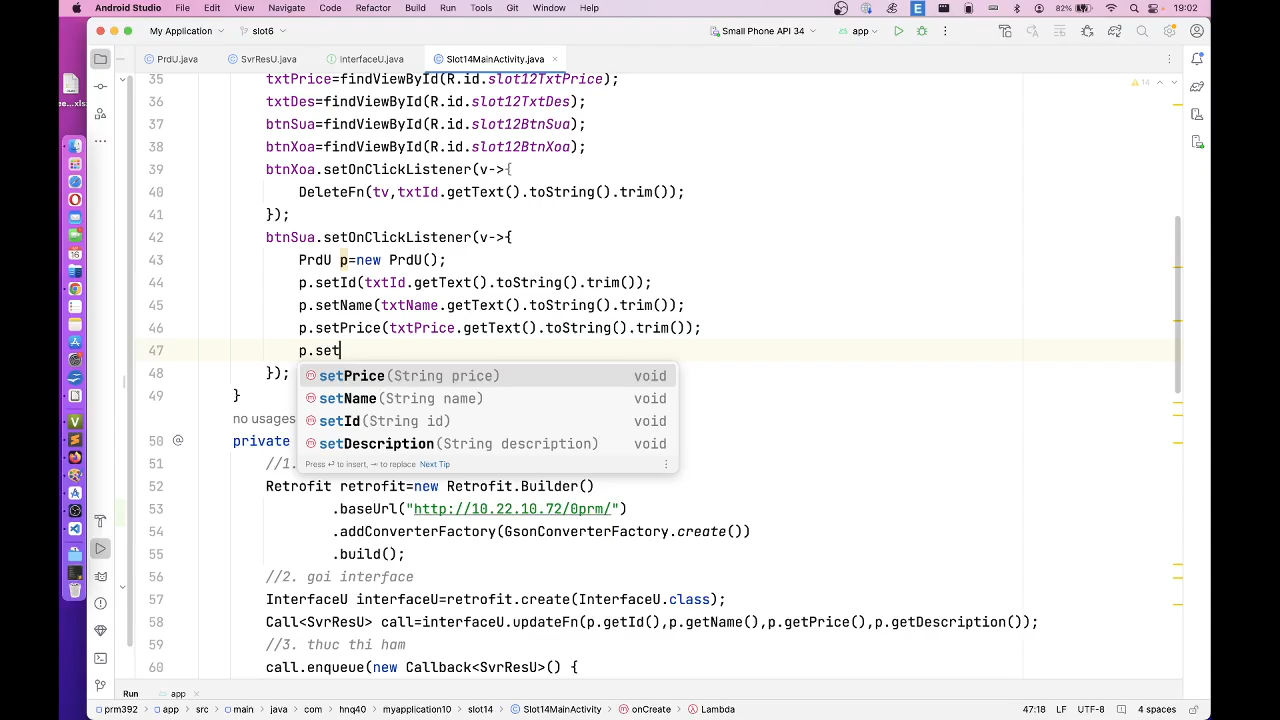 Android Studio File Edit View Navigate Code Refactor Build Run Tools Git Window Help 82% 19:02
My Application slot6 Small Phone API 34 app
PrdU.java SvrResU.java InterfaceU.java Slot14MainActivity.java
35 txtPrice=findViewById(R.id.slot12TxtPrice);
14
36 txtDes=findViewById(R.id.slot12TxtDes);
37 btnSua=findViewById(R.id.slot12BtnSua);
38 btnXoa=findViewById(R.id.slot12BtnXoa);
39 btnXoa.setOnClickListener(v->{
40 DeleteFn(tv,txtId.getText().toString().trim());
41 });
42 btnSua.setOnClickListener(v->{
43 PrdU p=new PrdU();
44 p.setId(txtId.getText().toString().trim());
45 p.setName(txtName.getText().toString().trim());
46 p.setPrice(txtPrice.getText().toString().trim());
47 p.set
48 });
setPrice(String price) void
49 }
setName(String name) void
no usages
setId(String id) void
50 @ private
setDescription(String description) void
51 //1.
Press ↵ to insert, → to replace Next Tip
52 Retrofit retrofit=new Retrofit.Builder()
53 .baseUrl("http://10.22.10.72/0prm/")
54 .addConverterFactory(GsonConverterFactory.create())
55 .build();
56 //2. goi interface
57 InterfaceU interfaceU=retrofit.create(InterfaceU.class);
58 Call<SvrResU> call=interfaceU.updateFn(p.getId(),p.getName(),p.getPrice(),p.getDescription());
59 //3. thuc thi ham
60 call.enqueue(new Callback<SvrResU>() {
Run app
prm392 app src main java com hnq40 myapplication10 slot14 Slot14MainActivity onCreate Lambda 47:18 LF UTF-8 4 spaces